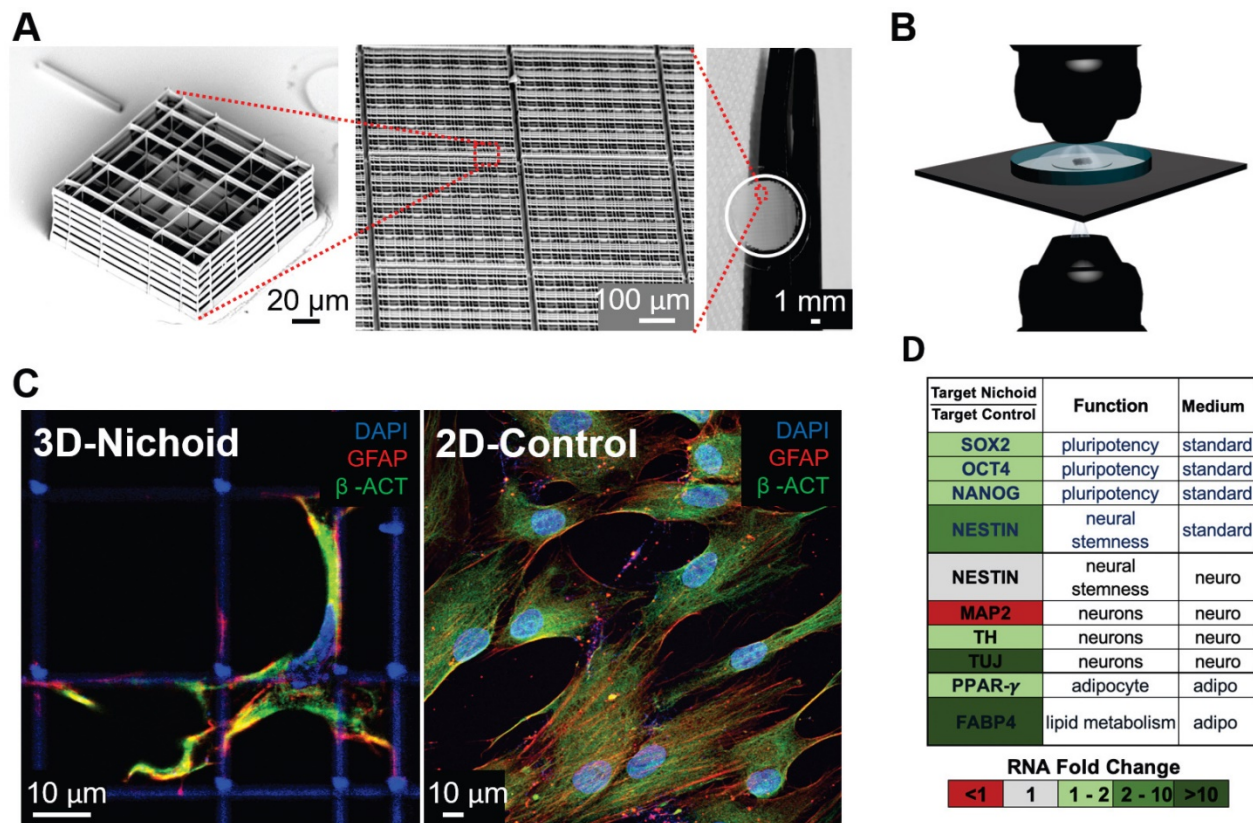 A
20 µm
100 µm
1 mm
B
C
3D-Nichoid
DAPI
GFAP
β -ACT
10 µm
2D-Control
DAPI
GFAP
β -ACT
10 µm
D
Target Nichoid
Target Control
Function
Medium
SOX2 pluripotency standard
OCT4 pluripotency standard
NANOG pluripotency standard
NESTIN neural stemness standard
NESTIN neural stemness neuro
MAP2 neurons neuro
TH neurons neuro
TUJ neurons neuro
PPAR-γ adipocyte adipo
FABP4 lipid metabolism adipo
RNA Fold Change
<1 1 1 - 2 2 - 10 >10